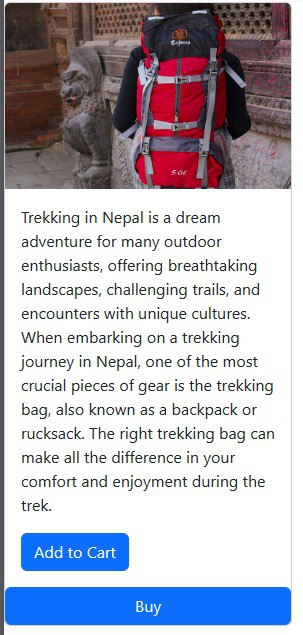 5.04
Trekking in Nepal is a dream
adventure for many outdoor
enthusiasts, offering breathtaking
landscapes, challenging trails, and
encounters with unique cultures.
When embarking on a trekking
journey in Nepal, one of the most
crucial pieces of gear is the trekking
bag, also known as a backpack or
rucksack. The right trekking bag can
make all the difference in your
comfort and enjoyment during the
trek.
Add to Cart
Buy